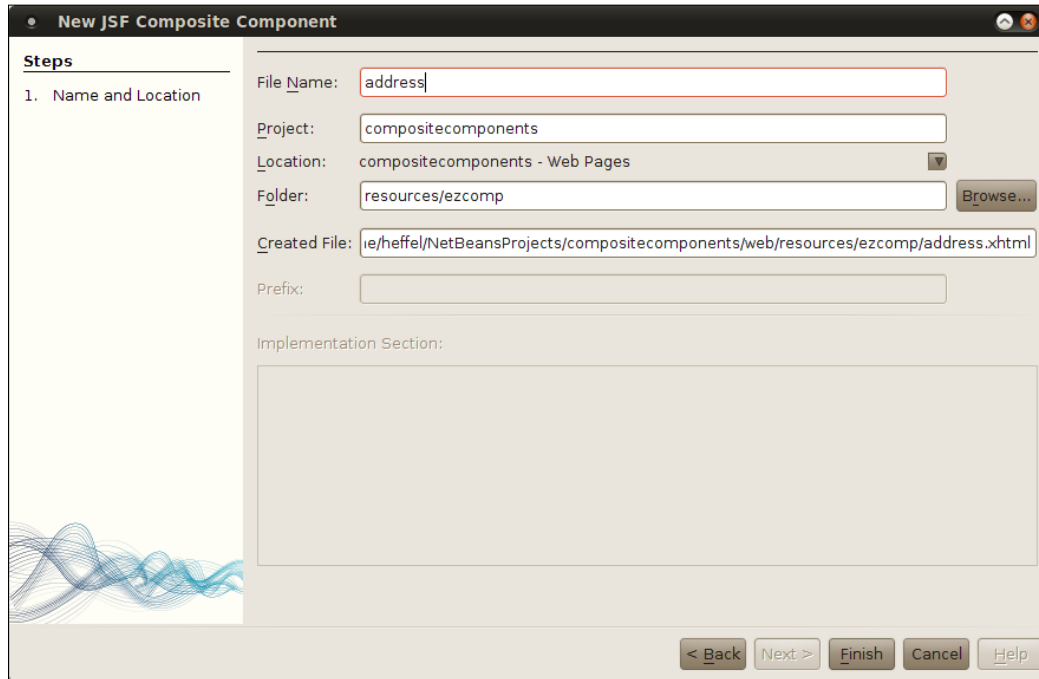 New JSF Composite Component
Steps
1. Name and Location
File Name: address
Project: compositecomponents
Location: compositecomponents - Web Pages
Folder: resources/ezcomp Browse...
Created File: ne/heffel/NetBeansProjects/compositecomponents/web/resources/ezcomp/address.xhtml
Prefix:
Implementation Section:
< Back Next > Finish Cancel Help